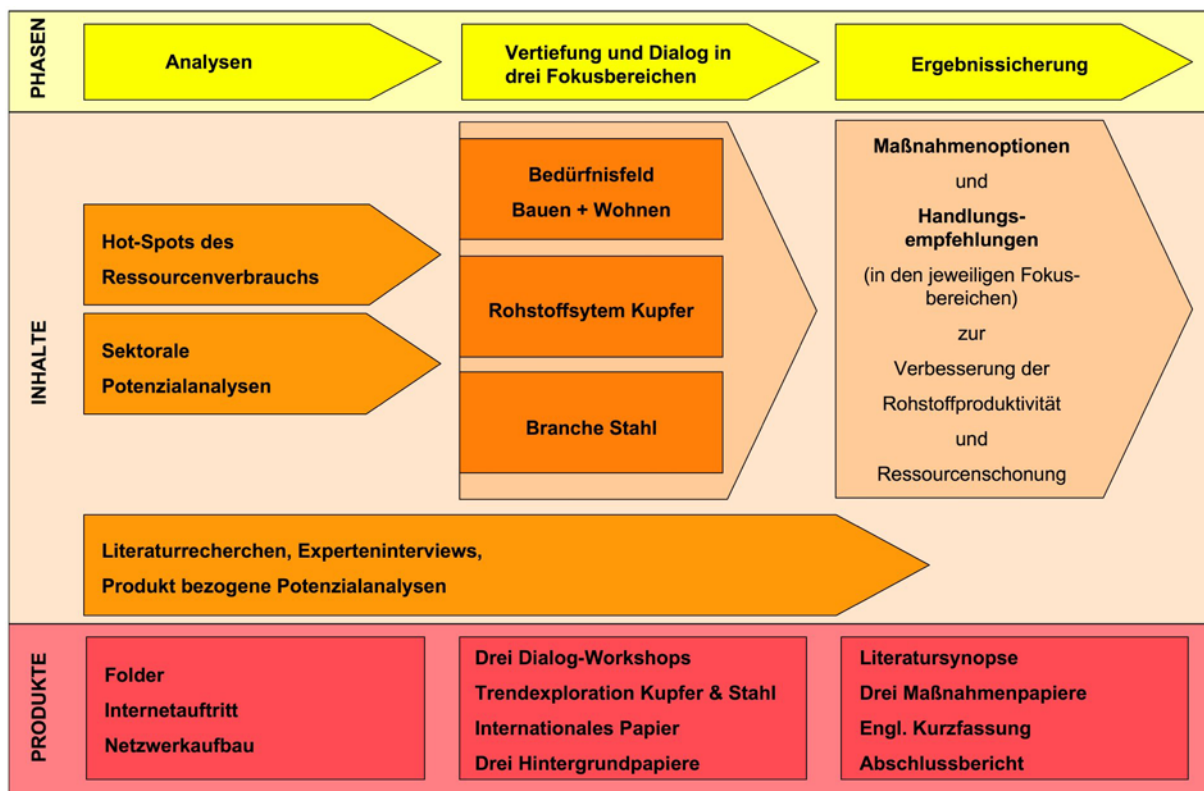 PHASEN
Analysen
Vertiefung und Dialog in
drei Fokusbereichen
Ergebnissicherung
INHALTE
Hot-Spots des
Ressourcenverbrauchs
Sektorale
Potenzialanalysen
Bedürfnisfeld
Bauen + Wohnen
Rohstoffsytem Kupfer
Branche Stahl
Maßnahmenoptionen
und
Handlungs-
empfehlungen
(in den jeweiligen Fokus-
bereichen)
zur
Verbesserung der
Rohstoffproduktivität
und
Ressourcenschonung
Literaturrecherchen, Experteninterviews,
Produkt bezogene Potenzialanalysen
PRODUKTE
Folder
Internetauftritt
Netzwerkaufbau
Drei Dialog-Workshops
Trendexploration Kupfer & Stahl
Internationales Papier
Drei Hintergrundpapiere
Literatursynopse
Drei Maßnahmenpapiere
Engl. Kurzfassung
Abschlussbericht